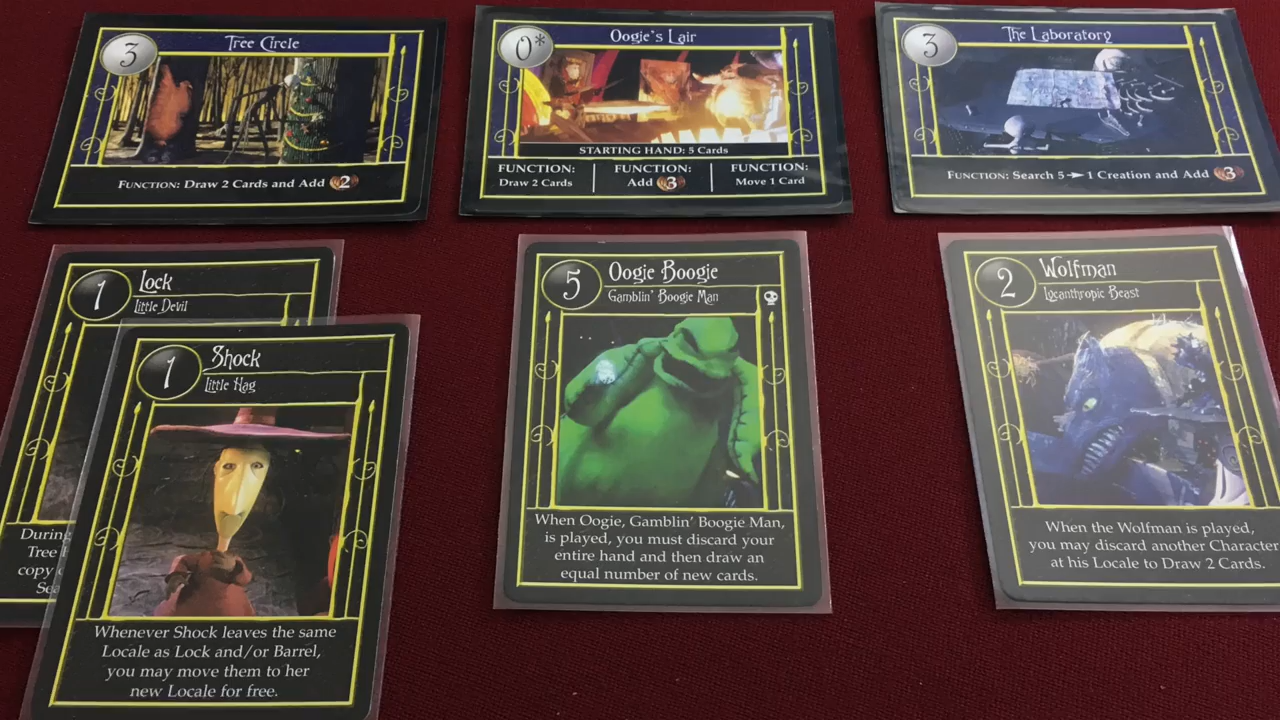 3
Tree Circle
FUNCTION: Draw 2 Cards and Add 2
0*
Oogie's Lair
STARTING HAND: 5 Cards
FUNCTION:
Draw 2 Cards
FUNCTION:
Add 3
FUNCTION:
Move 1 Card
3
The Laboratory
FUNCTION: Search 5→1 Creation and Add 3
1
Lock
Little Devil
During
Tree
copy
1
Shock
Little Hag
Whenever Shock leaves the same
Locale as Lock and/or Barrel,
you may move them to her
new Locale for free.
5
Oogie Boogie
Gamblin' Boogie Man
When Oogie, Gamblin' Boogie Man,
is played, you must discard your
entire hand and then draw an
equal number of new cards.
2
Wolfman
Lycanthropic Beast
When the Wolfman is played,
you may discard another Character
at his Locale to Draw 2 Cards.